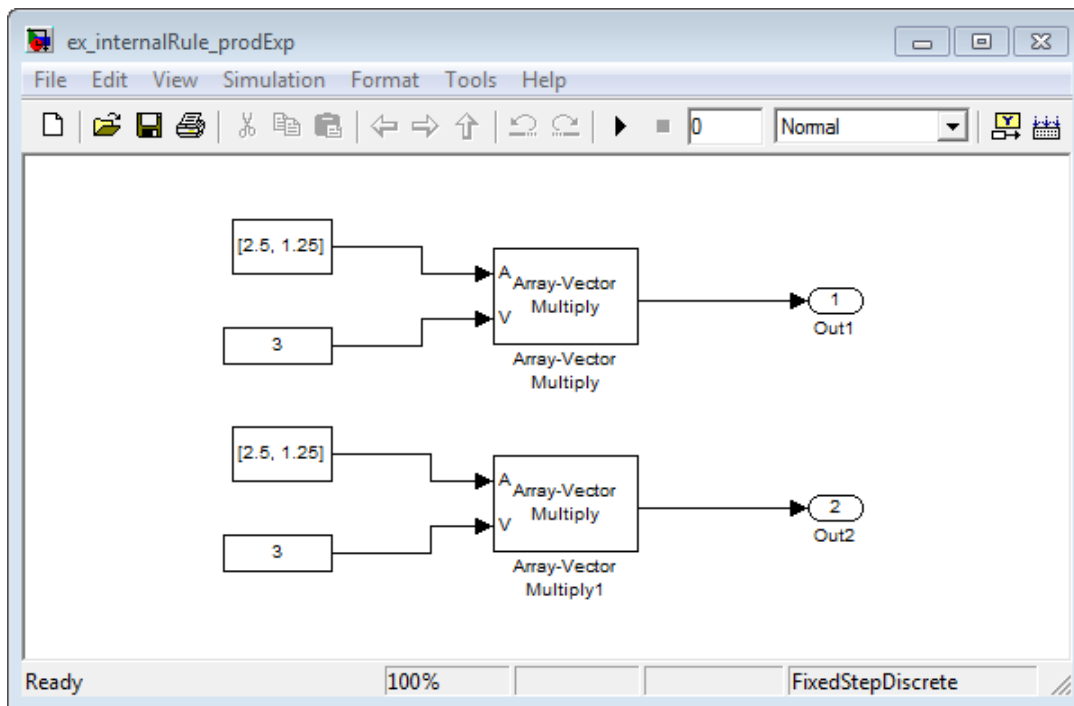 ex_internalRule_prodExp
File Edit View Simulation Format Tools Help
0 Normal
[2.5, 1.25]
3
A
V
Array-Vector
Multiply
Array-Vector
Multiply
1
Out1
[2.5, 1.25]
3
A
V
Array-Vector
Multiply
Array-Vector
Multiply1
2
Out2
Ready 100% FixedStepDiscrete